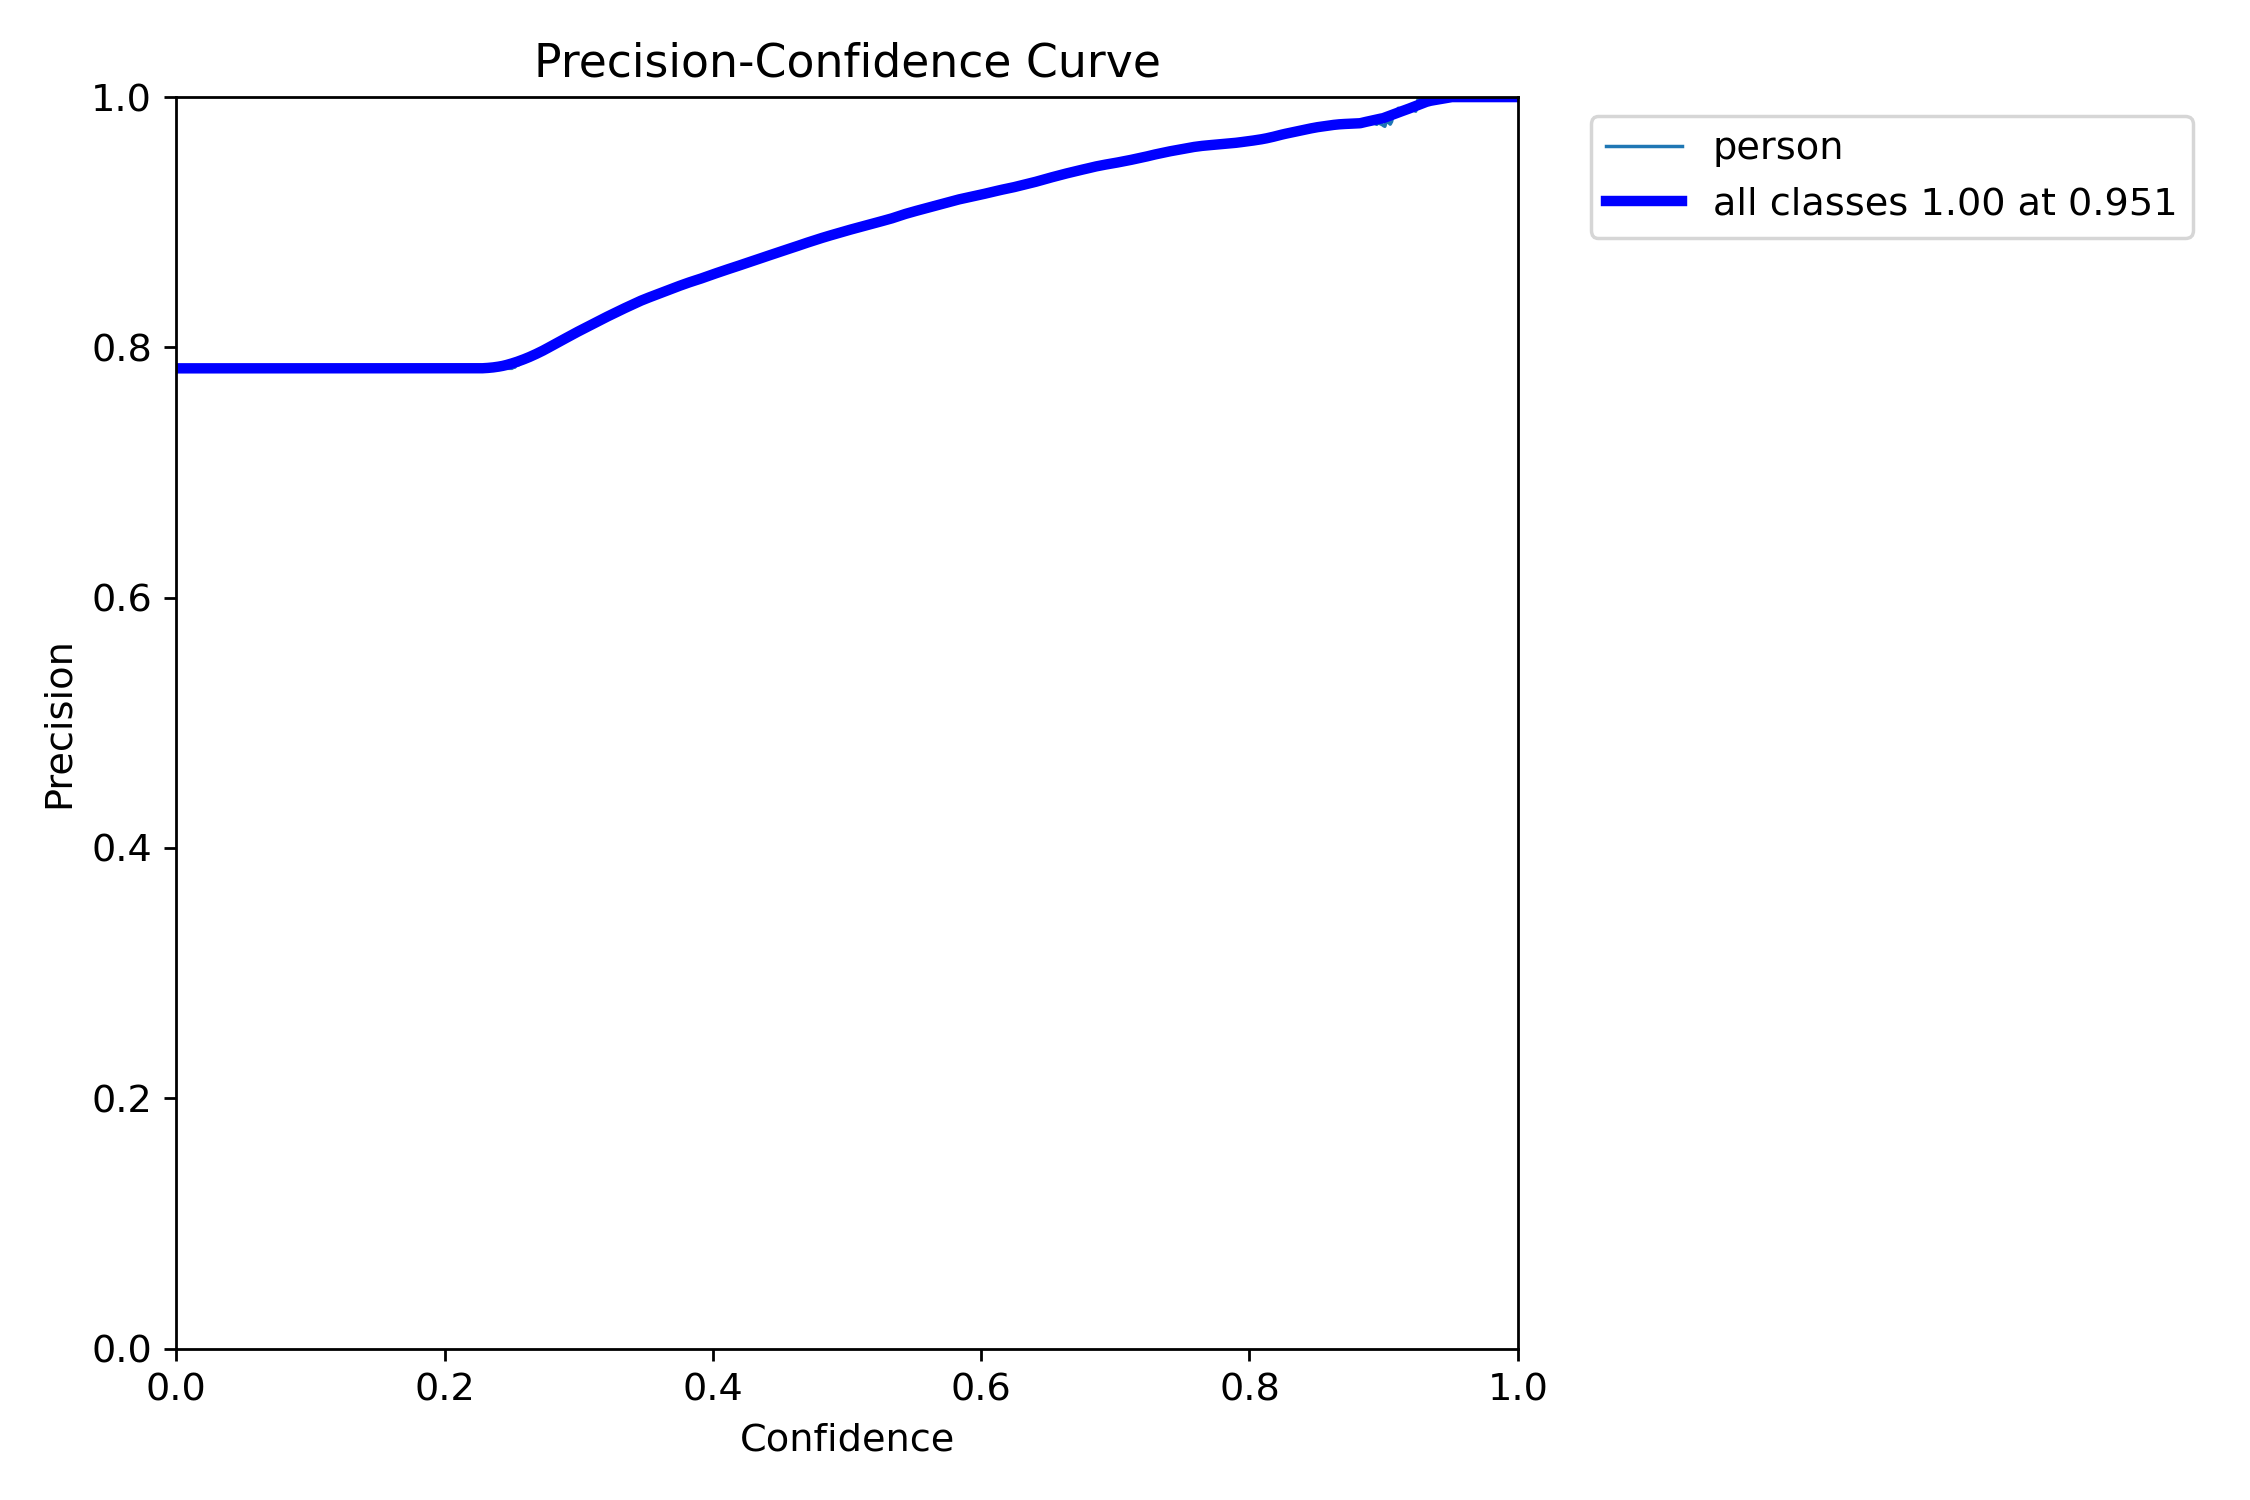 Precision-Confidence Curve
1.0
0.8
0.6
0.4
0.2
0.0
Precision
0.0 0.2 0.4 0.6 0.8 1.0
Confidence
person
all classes 1.00 at 0.951